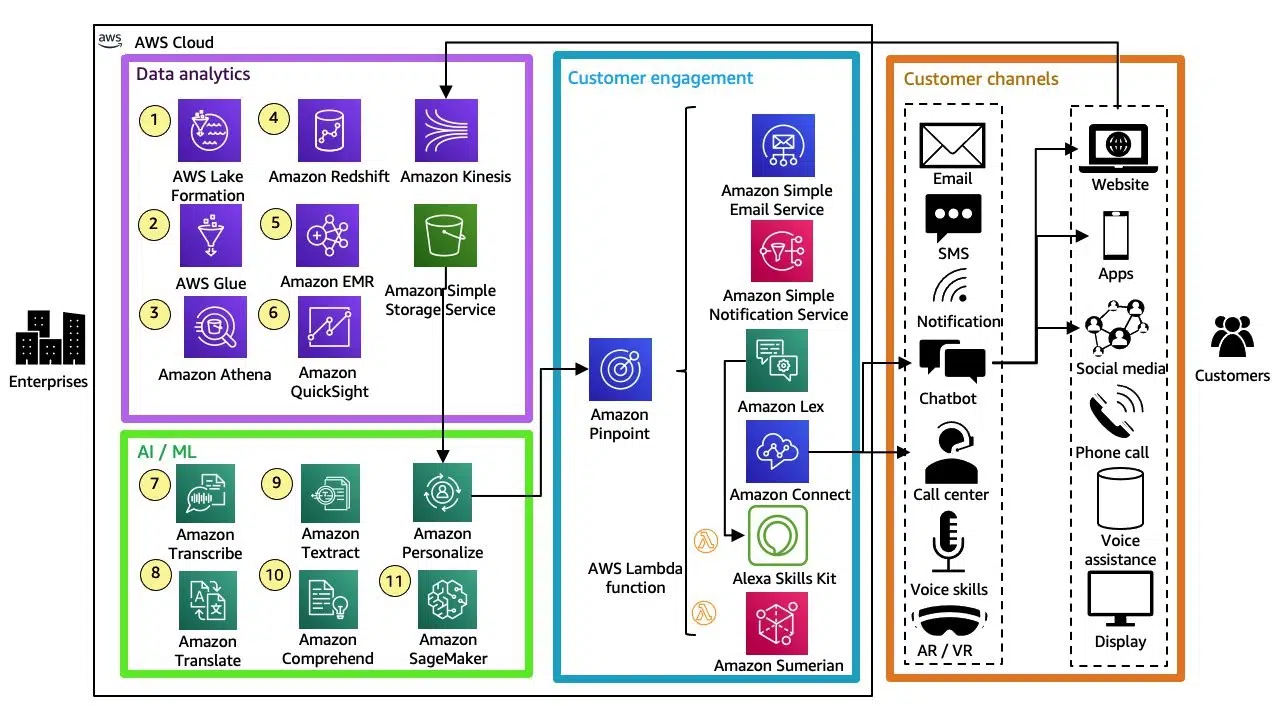 aws
AWS Cloud
Data analytics
1
AWS Lake
Formation
4
Amazon Redshift
Amazon Kinesis
2
AWS Glue
5
Amazon EMR
Amazon Simple
Storage Service
3
Amazon Athena
6
Amazon
QuickSight
Enterprises
AI / ML
7
Amazon
Transcribe
9
Amazon
Textract
Amazon
Personalize
8
Amazon
Translate
10
Amazon
Comprehend
11
Amazon
SageMaker
Customer engagement
Amazon
Pinpoint
AWS Lambda
function
Amazon Simple
Email Service
Amazon Simple
Notification Service
Amazon Lex
Amazon Connect
Alexa Skills Kit
Amazon Sumerian
Customer channels
Email
SMS
Notification
Chatbot
Call center
Voice skills
AR / VR
Website
Apps
Social media
Phone call
Voice
assistance
Display
Customers